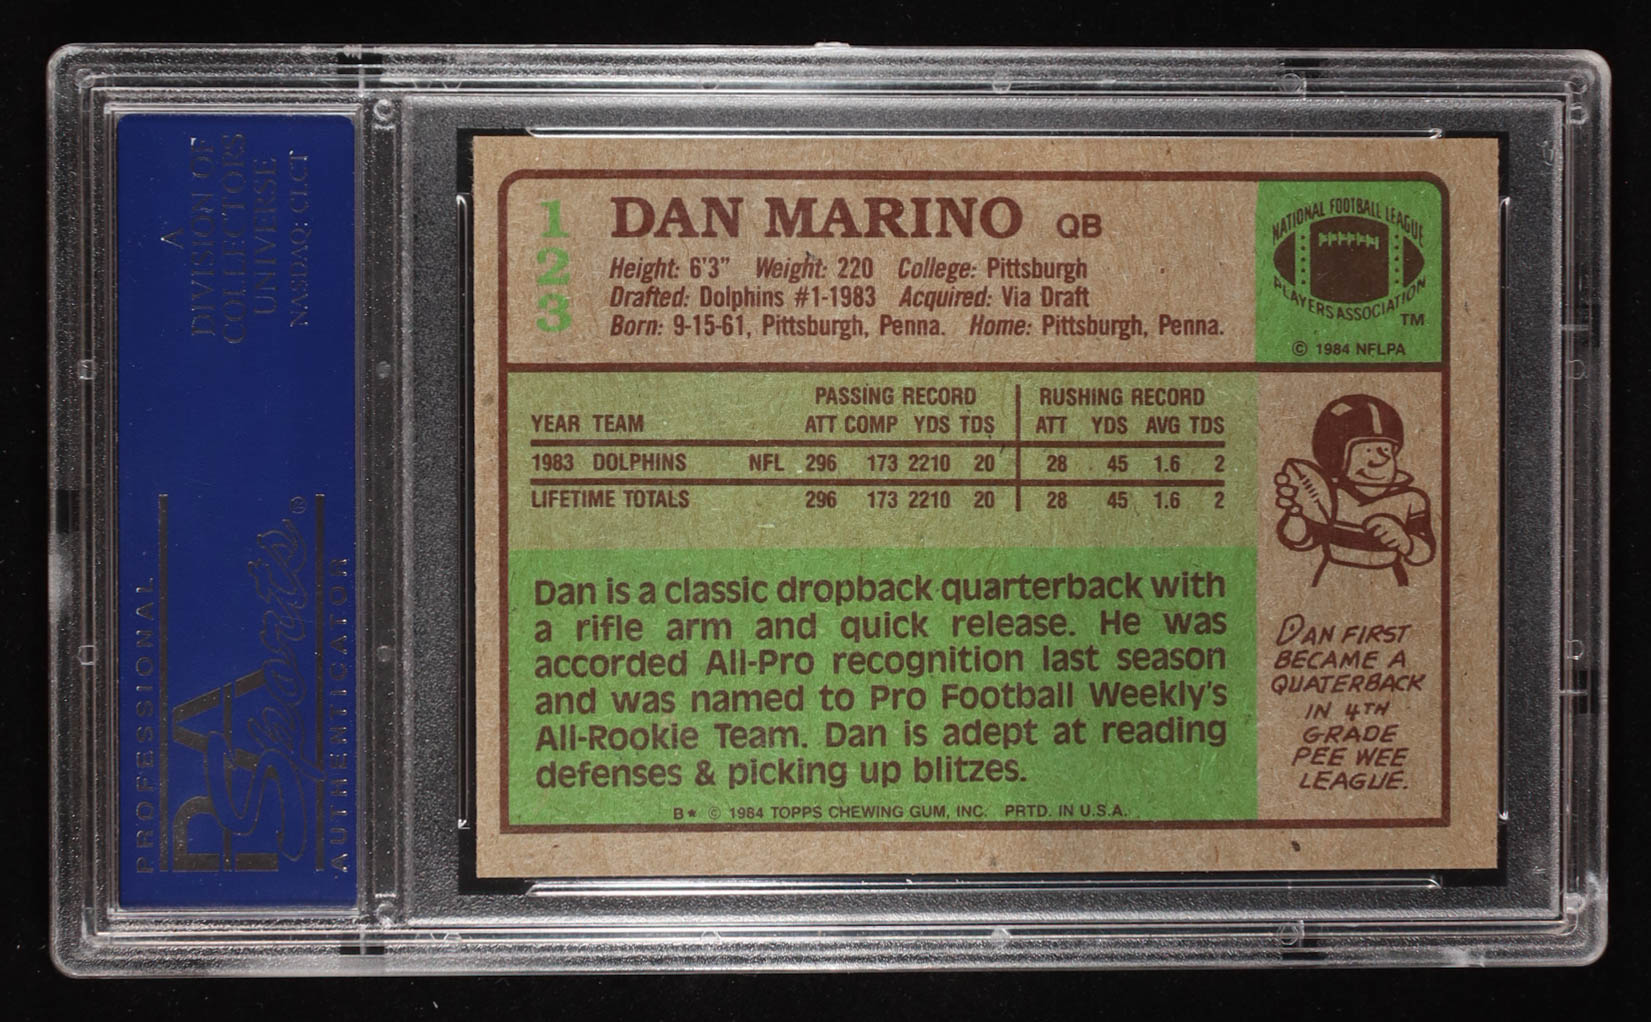 A
DIVISION OF
COLLECTORS
UNIVERSE
NASDAQ: CLCT
PROFESSIONAL
PSA
Sports®
AUTHENTICATOR
123
DAN MARINO QB
Height: 6'3" Weight: 220 College: Pittsburgh
Drafted: Dolphins #1-1983 Acquired: Via Draft
Born: 9-15-61, Pittsburgh, Penna. Home: Pittsburgh, Penna.
NATIONAL FOOTBALL LEAGUE
PLAYERS ASSOCIATION
TM
© 1984 NFLPA
PASSING RECORD RUSHING RECORD
YEAR TEAM ATT COMP YDS TDS ATT YDS AVG TDS
1983 DOLPHINS NFL 296 173 2210 20 28 45 1.6 2
LIFETIME TOTALS 296 173 2210 20 28 45 1.6 2
Dan is a classic dropback quarterback with
a rifle arm and quick release. He was
accorded All-Pro recognition last season
and was named to Pro Football Weekly's
All-Rookie Team. Dan is adept at reading
defenses & picking up blitzes.
B* © 1984 TOPPS CHEWING GUM, INC. PRTD. IN U.S.A.
DAN FIRST
BECAME A
QUATERBACK
IN 4TH
GRADE
PEE WEE
LEAGUE.